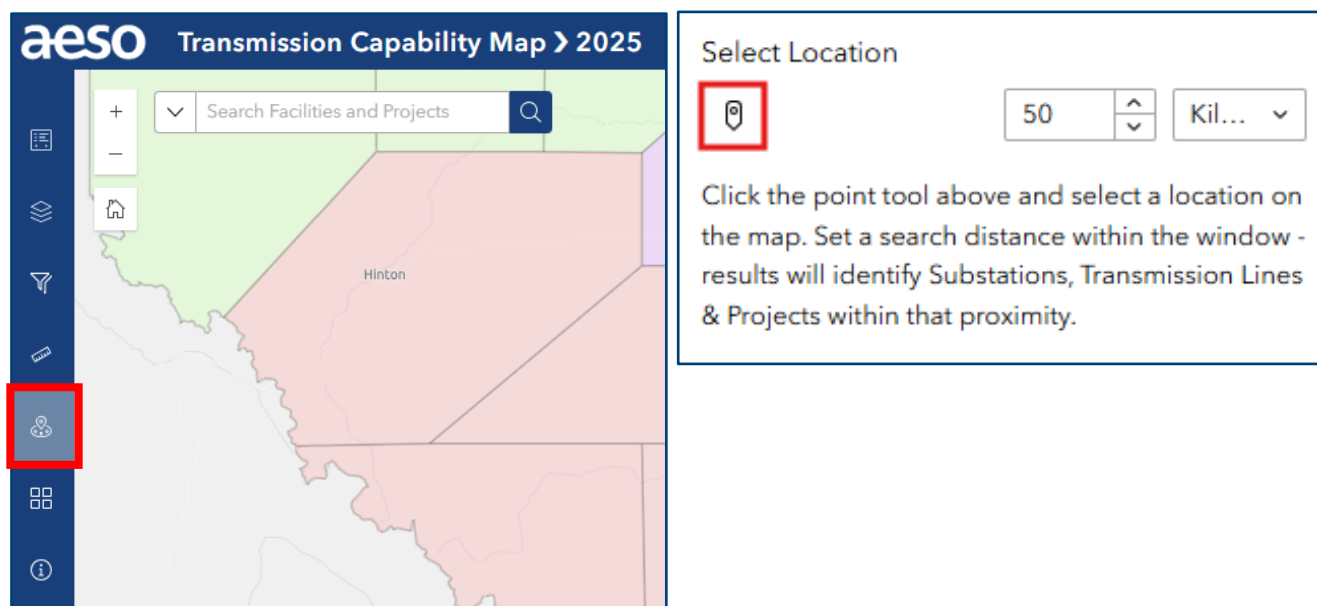 aeso Transmission Capability Map ❯ 2025
Search Facilities and Projects
Hinton
Select Location
50 Kil...
Click the point tool above and select a location on
the map. Set a search distance within the window -
results will identify Substations, Transmission Lines
& Projects within that proximity.